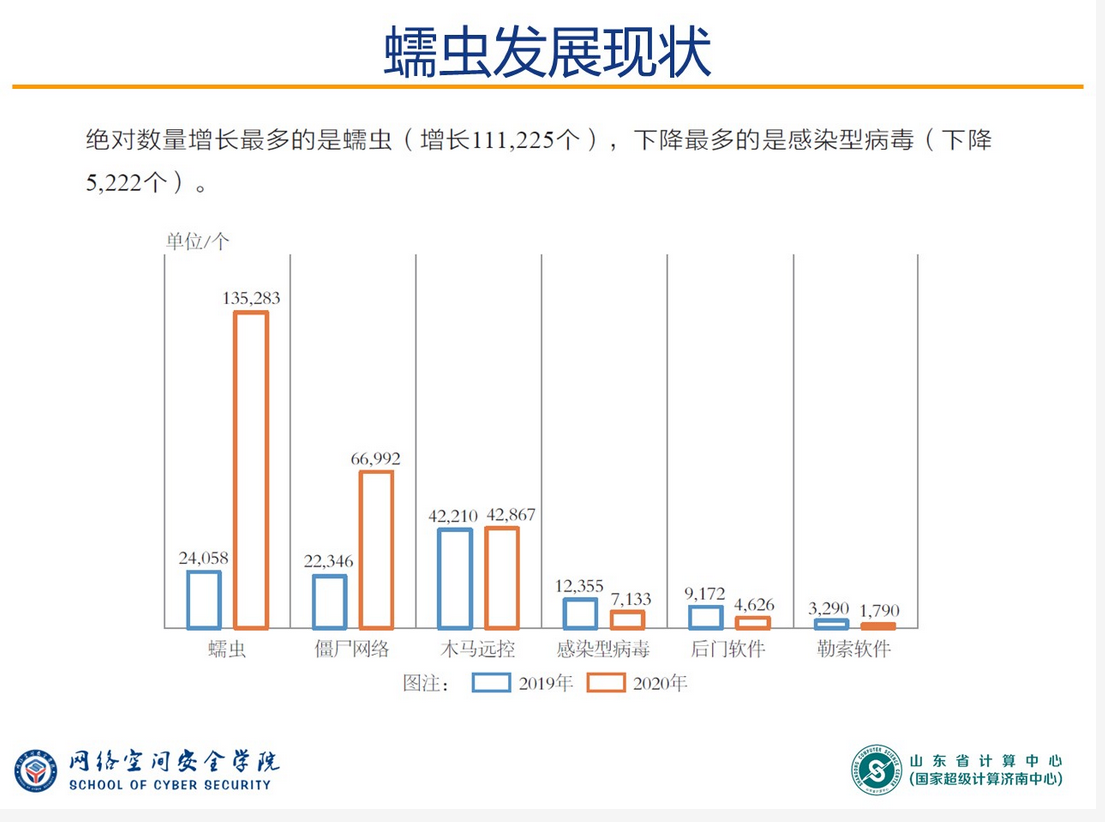 蠕虫发展现状
绝对数量增长最多的是蠕虫（增长111,225个），下降最多的是感染型病毒（下降
5,222个）。
单位/个
135,283
66,992
42,210 42,867
24,058
22,346
12,355
7,133
9,172
4,626
3,290 1,790
蠕虫 僵尸网络 木马远控 感染型病毒 后门软件 勒索软件
图注： 2019年 2020年
网络空间安全学院
SCHOOL OF CYBER SECURITY
山东省计算中心
(国家超级计算济南中心)